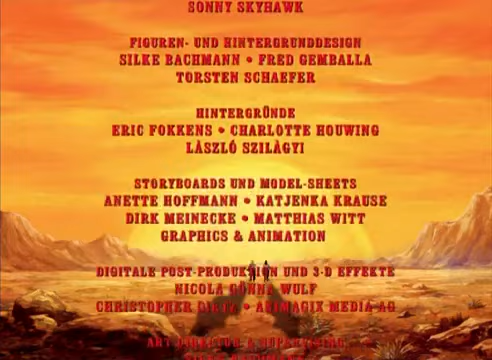 SONNY SKYHAWK
FIGUREN- UND HINTERGRUNDDESIGN
SILKE BACHMANN • FRED GEMBALLA
TORSTEN SCHAEFER
HINTERGRÜNDE
ERIC FOKKENS • CHARLOTTE HOUWING
LÀSZLÓ SZILÀGYI
STORYBOARDS UND MODEL-SHEETS
ANETTE HOFFMANN • KATJENKA KRAUSE
DIRK MEINECKE • MATTHIAS WITT
GRAPHICS & ANIMATION
DIGITALE POST-PRODUKTION UND 3-D EFFEKTE
NICOLA GÖNNA WULF
CHRISTOPHER • ANIMAGIX MEDIA AG
ART DIRECTOR &